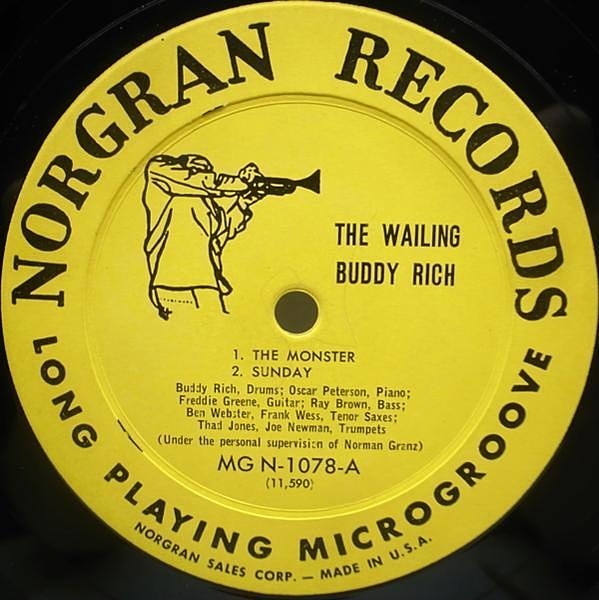 NORGRAN RECORDS
THE WAILING
BUDDY RICH
1. THE MONSTER
2. SUNDAY
Buddy Rich, Drums; Oscar Peterson, Piano;
Freddie Greene, Guitar; Ray Brown, Bass;
Ben Webster, Frank Wess, Tenor Saxes;
Thad Jones, Joe Newman, Trumpets
(Under the personal supervision of Norman Granz)
MG N-1078-A
(11,590)
LONG PLAYING MICROGROOVE
NORGRAN SALES CORP. — MADE IN U.S.A.